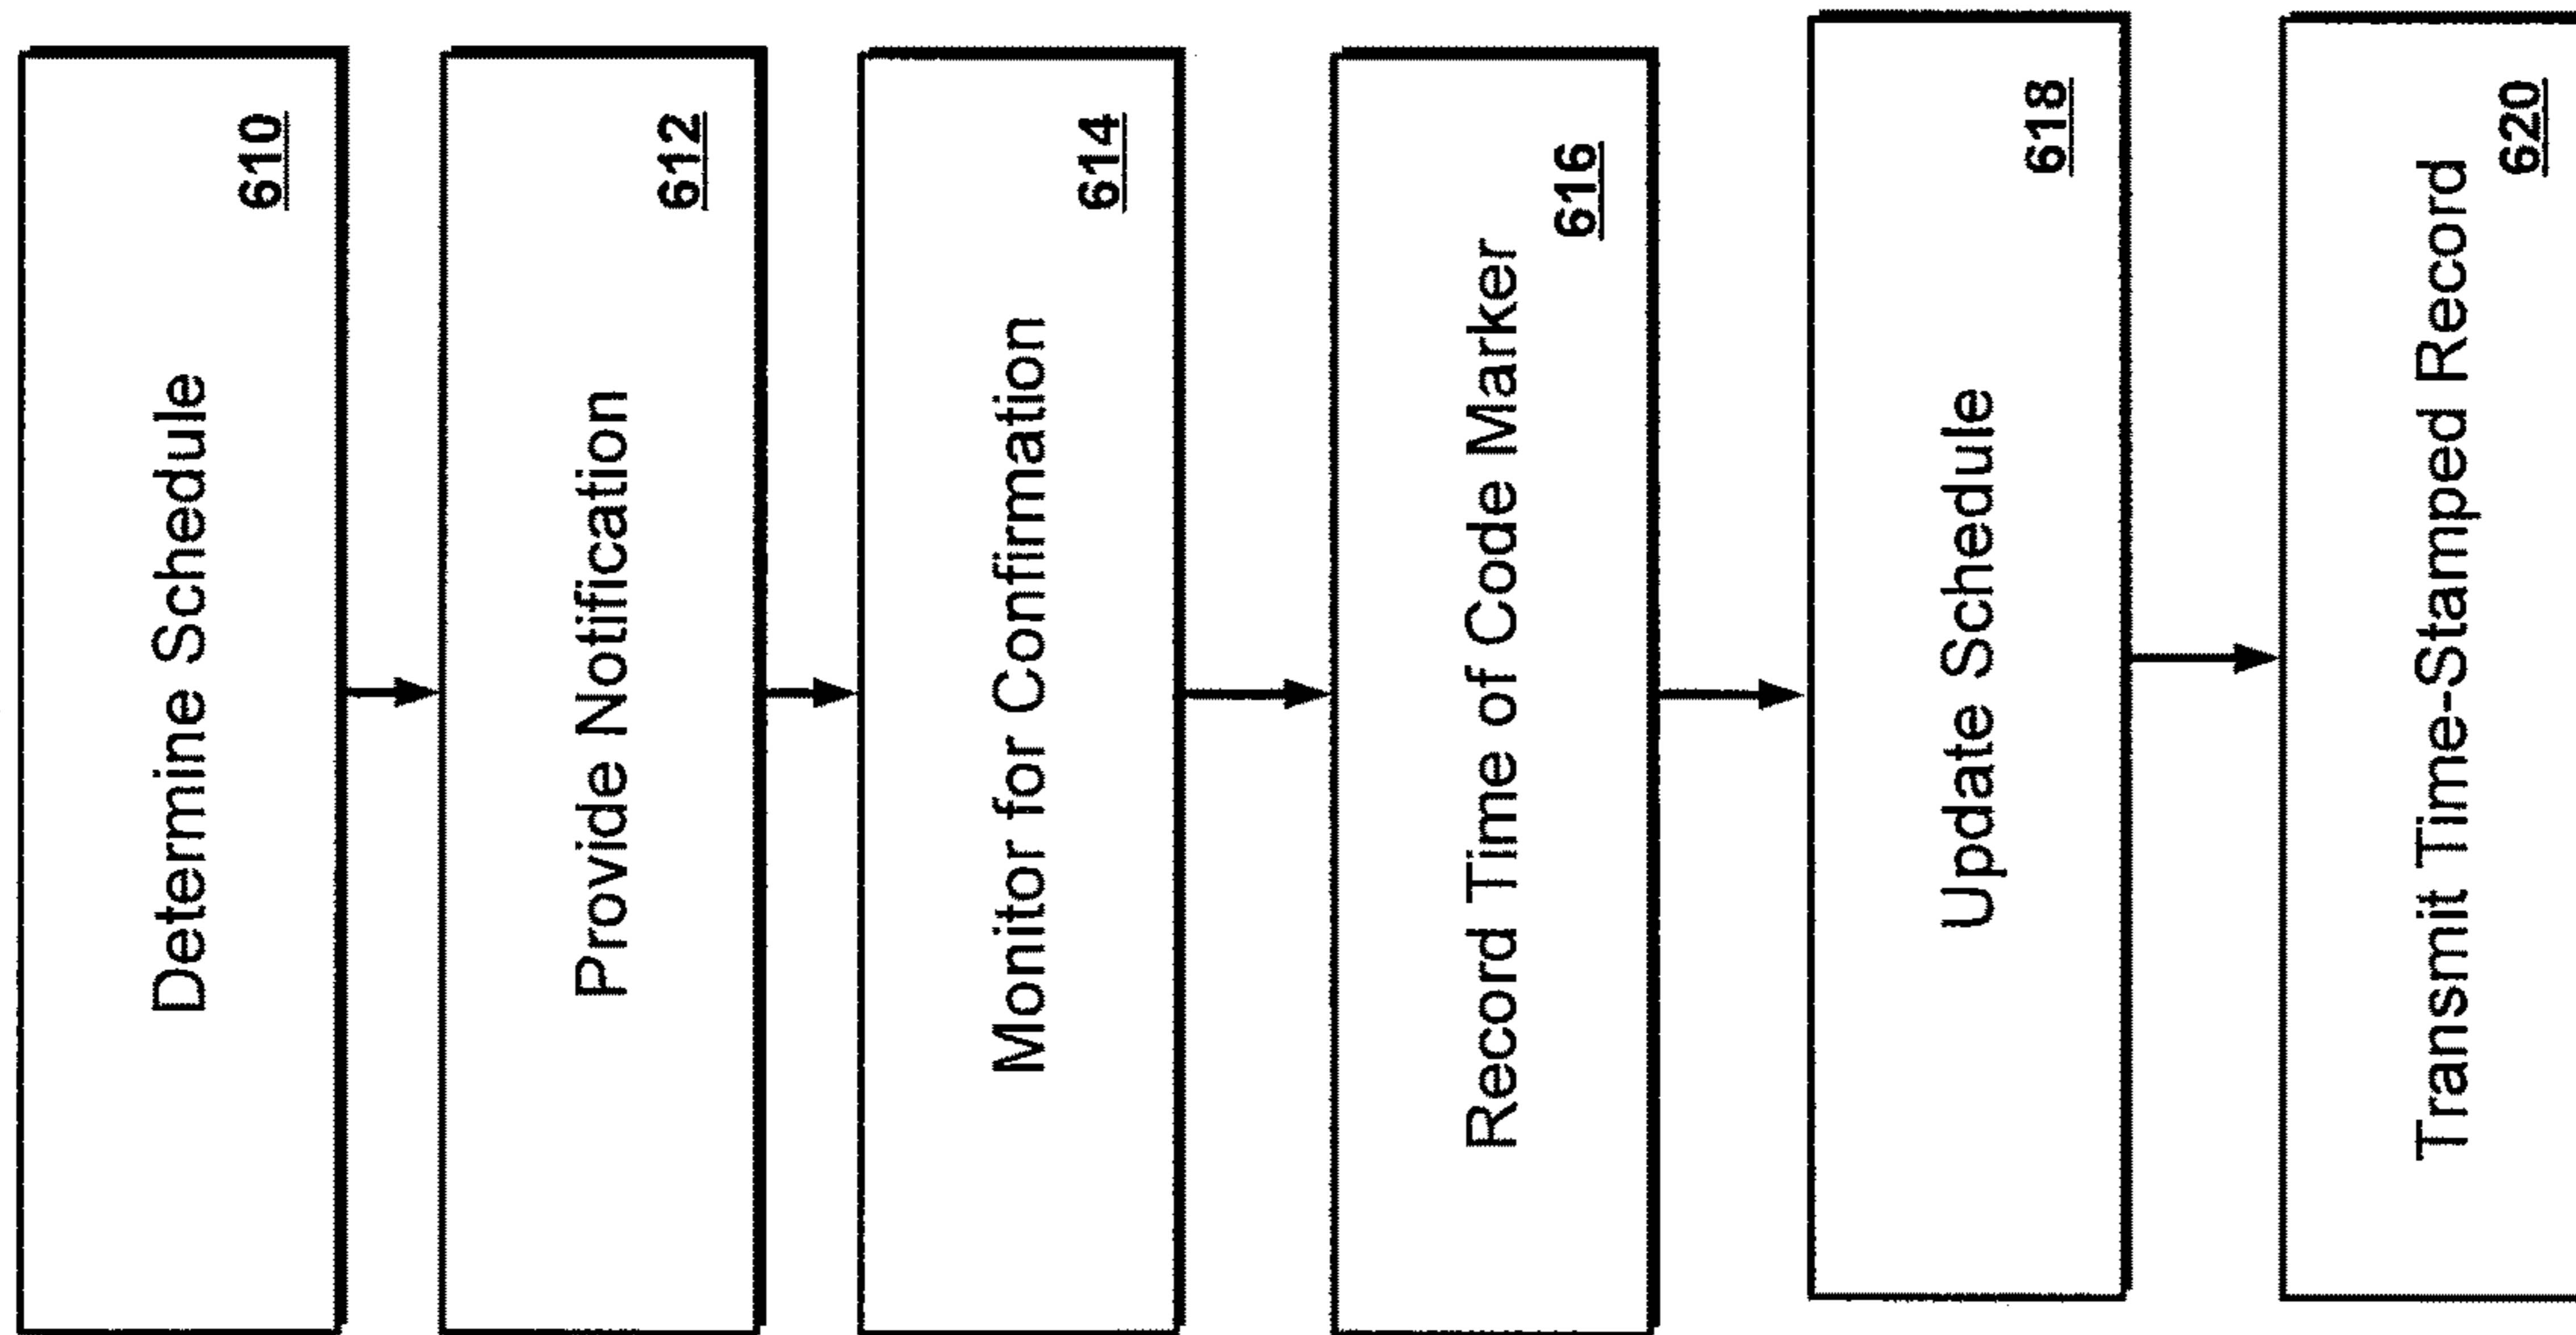 Determine Schedule
610
Provide Notification
612
Monitor for Confirmation
614
Record Time of Code Marker
616
Update Schedule
618
Transmit Time-Stamped Record
620